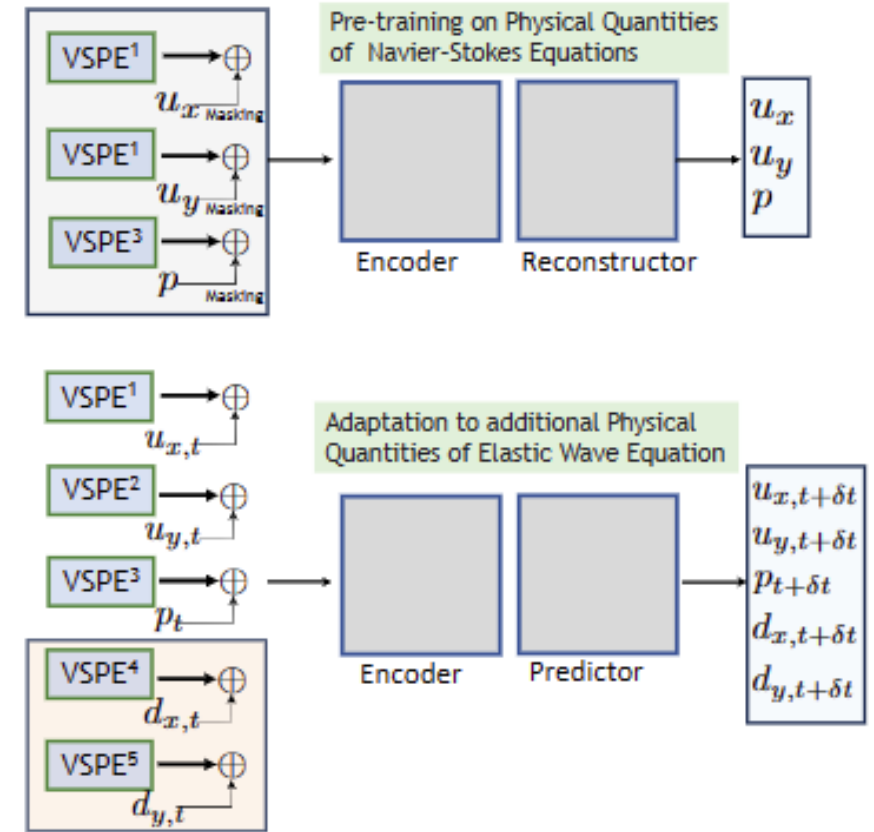 Pre-training on Physical Quantities
of Navier-Stokes Equations
VSPE¹
u_x Masking
VSPE¹
u_y Masking
VSPE³
p Masking
Encoder
Reconstructor
u_x
u_y
p
Adaptation to additional Physical
Quantities of Elastic Wave Equation
VSPE¹
u_{x,t}
VSPE²
u_{y,t}
VSPE³
p_t
VSPE⁴
d_{x,t}
VSPE⁵
d_{y,t}
Encoder
Predictor
u_{x,t+δt}
u_{y,t+δt}
p_{t+δt}
d_{x,t+δt}
d_{y,t+δt}